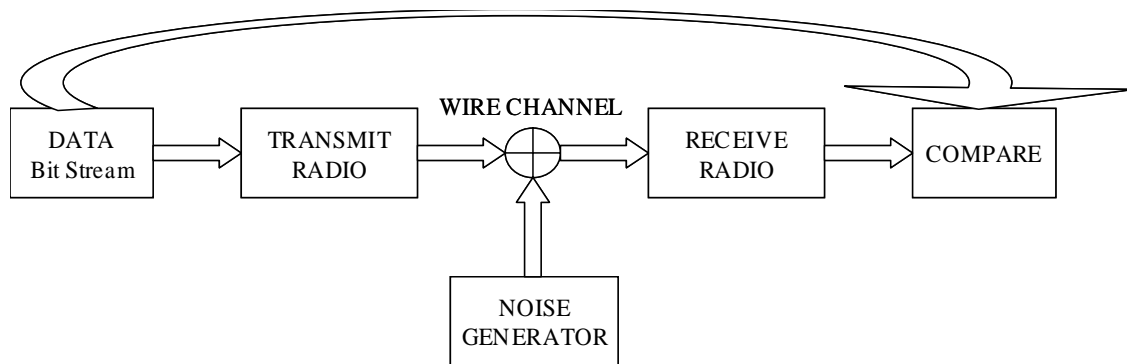 WIRE CHANNEL
DATA
Bit Stream
TRANSMIT
RADIO
RECEIVE
RADIO
COMPARE
NOISE
GENERATOR